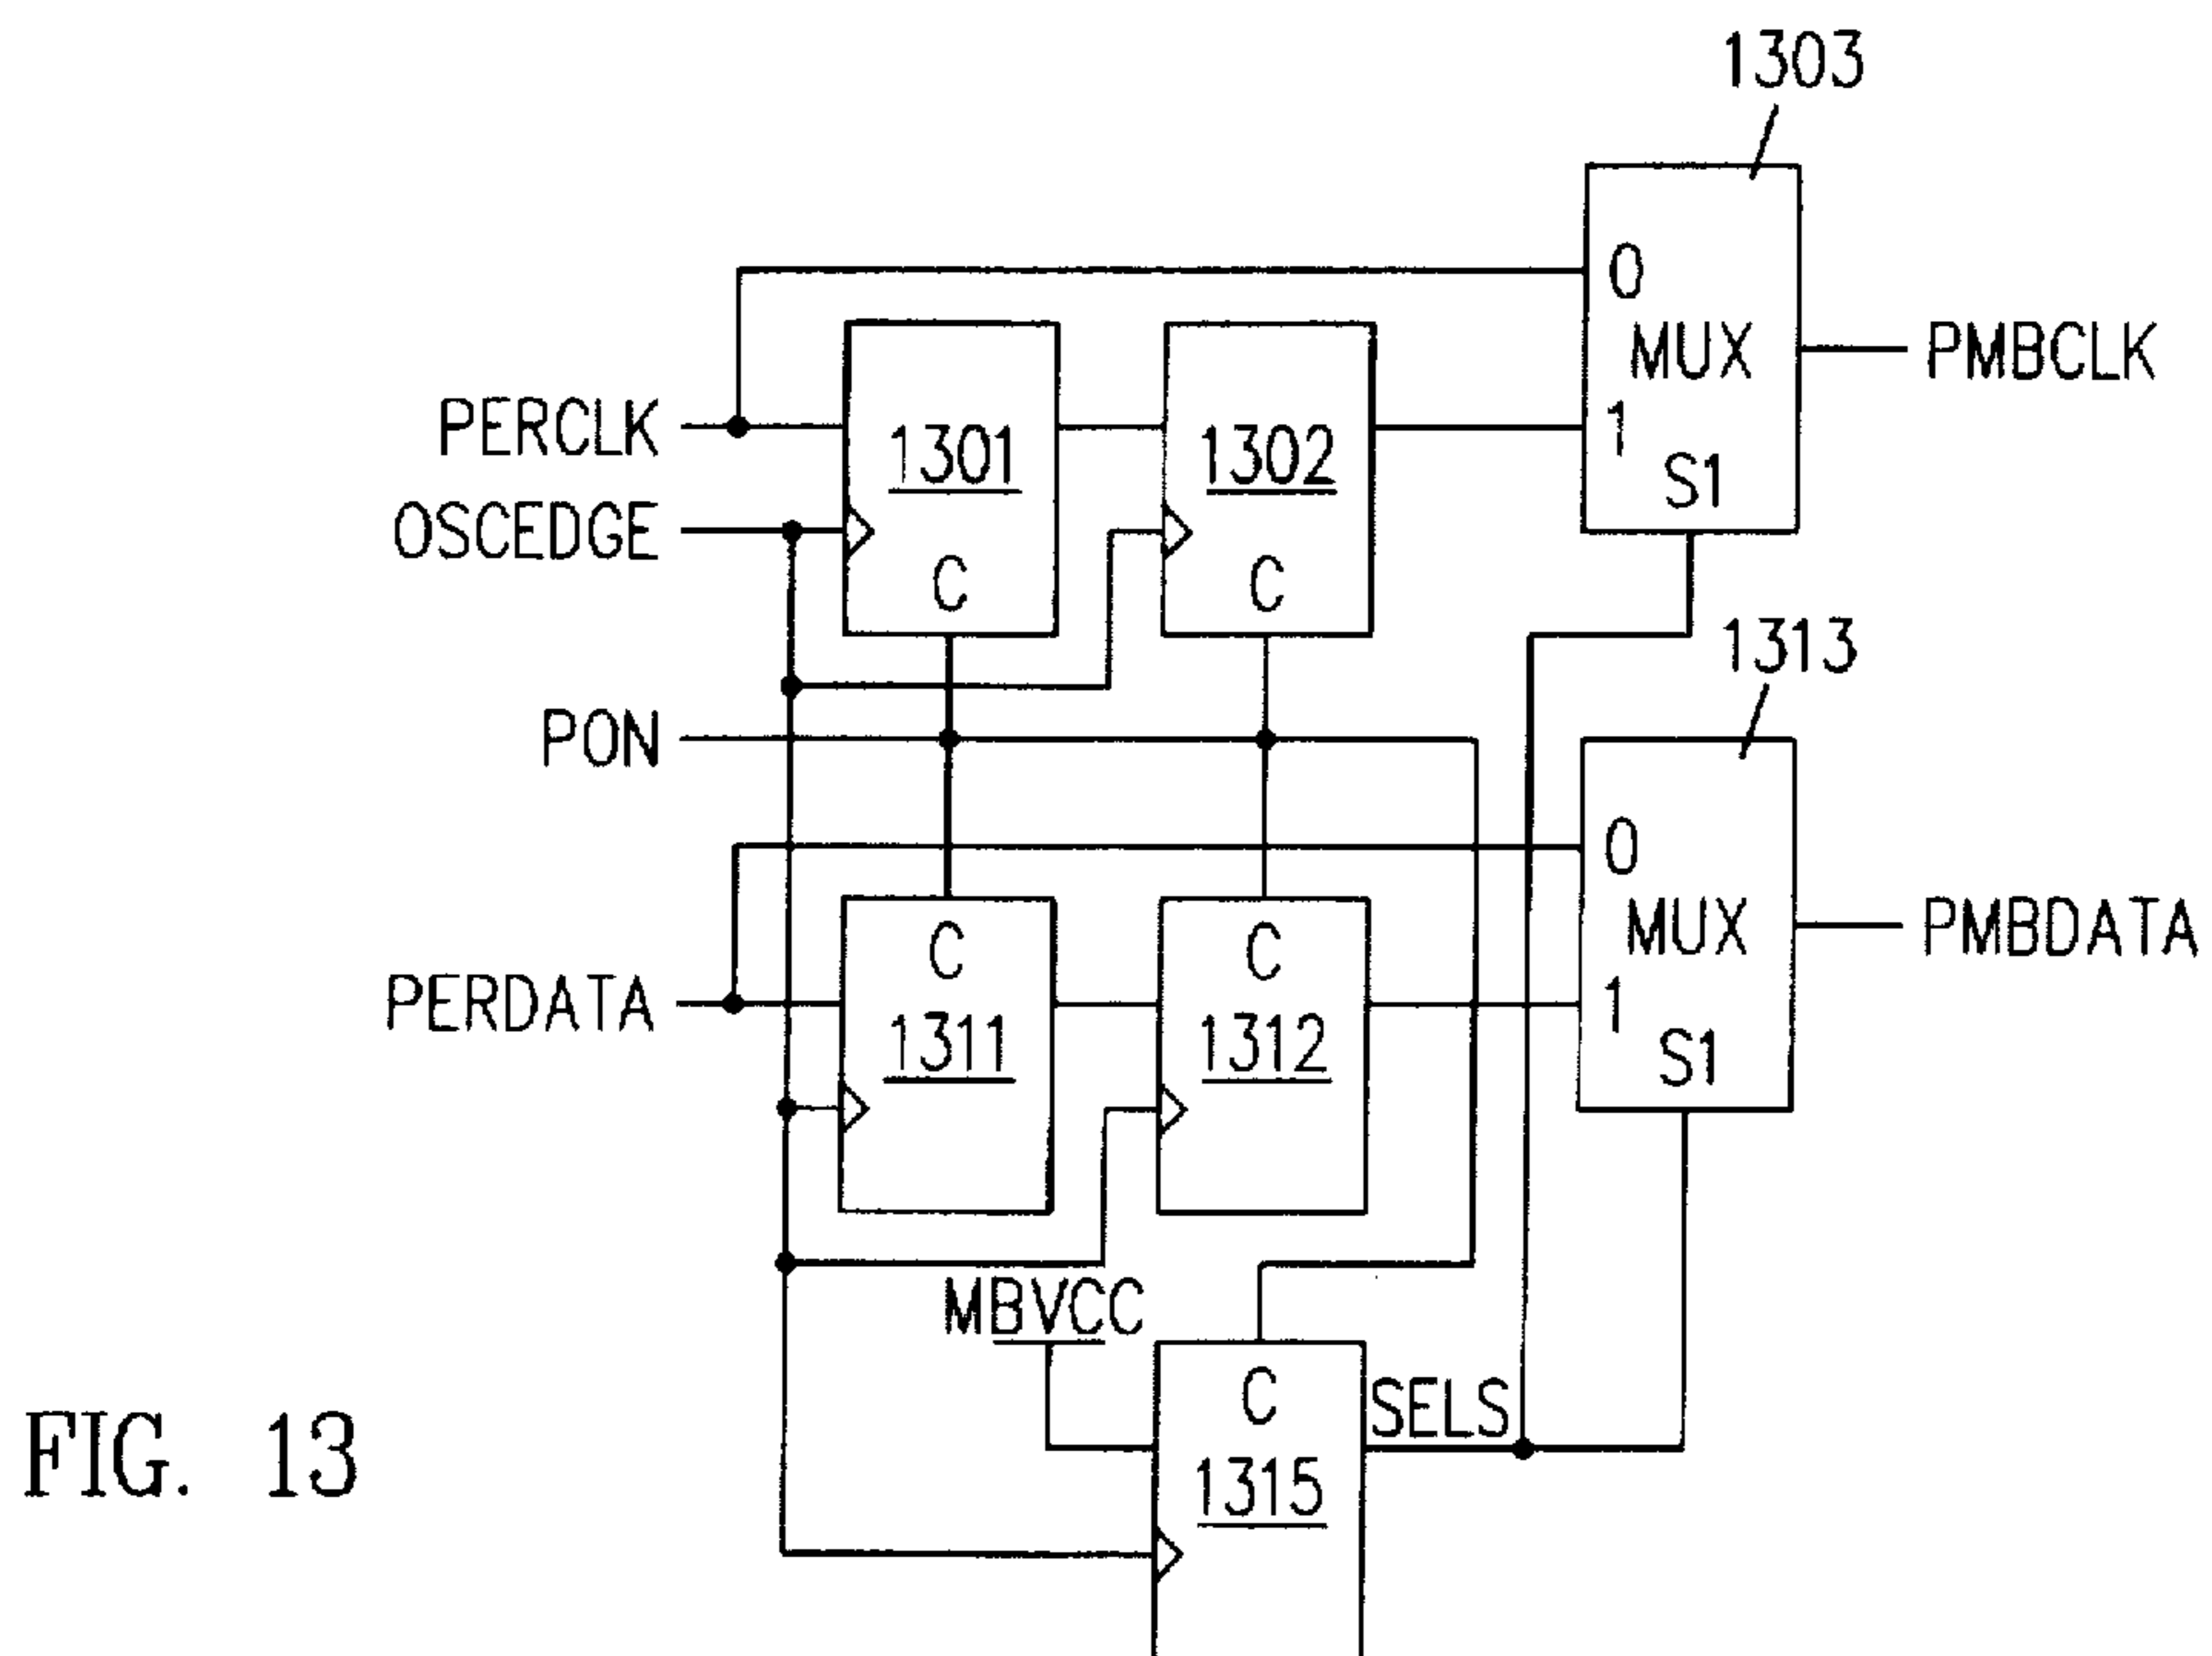 1303
0
MUX
PMBCLK
PERCLK
1301
1302
1
S1
OSCEDGE
C
C
1313
PON
0
C
C
MUX
PMBDATA
PERDATA
1311
1312
1
S1
MBVCC
C
SELS
1315
FIG. 13